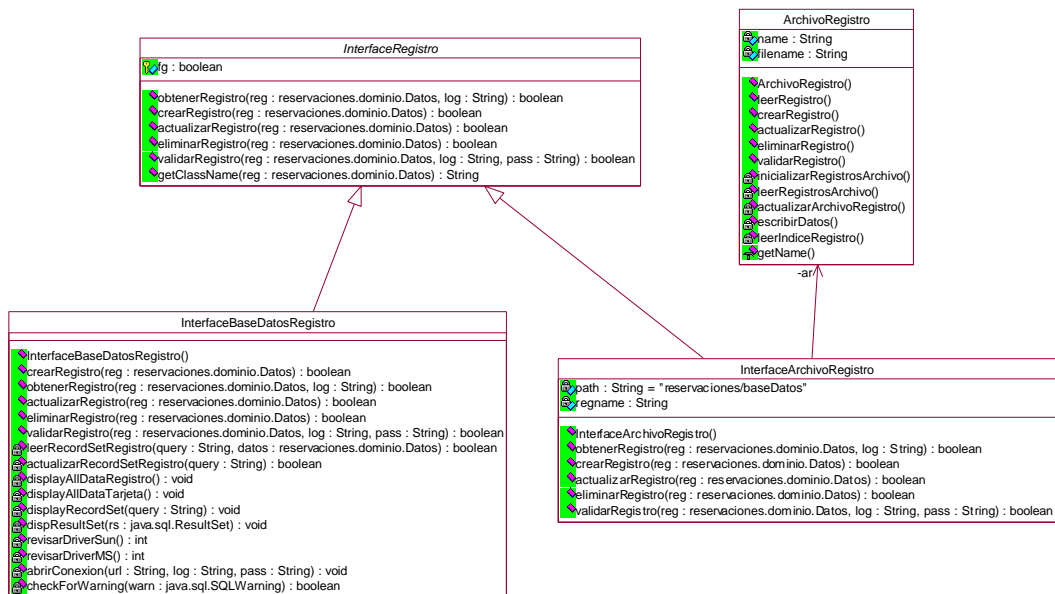 InterfaceRegistro
fg : boolean
obtenerRegistro(reg : reservaciones.dominio.Datos, log : String) : boolean
crearRegistro(reg : reservaciones.dominio.Datos) : boolean
actualizarRegistro(reg : reservaciones.dominio.Datos) : boolean
eliminarRegistro(reg : reservaciones.dominio.Datos) : boolean
validarRegistro(reg : reservaciones.dominio.Datos, log : String, pass : String) : boolean
getClassName(reg : reservaciones.dominio.Datos) : String
ArchivoRegistro
name : String
filename : String
ArchivoRegistro()
leerRegistro()
crearRegistro()
actualizarRegistro()
eliminarRegistro()
validarRegistro()
inicializarRegistrosArchivo()
leerRegistrosArchivo()
actualizarArchivoRegistro()
escribirDatos()
leerIndiceRegistro()
getName()
-ar
InterfaceBaseDatosRegistro
InterfaceBaseDatosRegistro()
crearRegistro(reg : reservaciones.dominio.Datos) : boolean
obtenerRegistro(reg : reservaciones.dominio.Datos, log : String) : boolean
actualizarRegistro(reg : reservaciones.dominio.Datos) : boolean
eliminarRegistro(reg : reservaciones.dominio.Datos) : boolean
validarRegistro(reg : reservaciones.dominio.Datos, log : String, pass : String) : boolean
leerRecordSetRegistro(query : String, datos : reservaciones.dominio.Datos) : boolean
actualizarRecordSetRegistro(query : String) : boolean
displayAllDataRegistro() : void
displayAllDataTarjeta() : void
displayRecordSet(query : String) : void
dispResultSet(rs : java.sql.ResultSet) : void
revisarDriverSun() : int
revisarDriverMS() : int
abrirConexion(url : String, log : String, pass : String) : void
checkForWarning(warn : java.sql.SQLWarning) : boolean
InterfaceArchivoRegistro
path : String = "reservaciones/baseDatos"
regname : String
InterfaceArchivoRegistro()
obtenerRegistro(reg : reservaciones.dominio.Datos, log : String) : boolean
crearRegistro(reg : reservaciones.dominio.Datos) : boolean
actualizarRegistro(reg : reservaciones.dominio.Datos) : boolean
eliminarRegistro(reg : reservaciones.dominio.Datos) : boolean
validarRegistro(reg : reservaciones.dominio.Datos, log : String, pass : String) : boolean